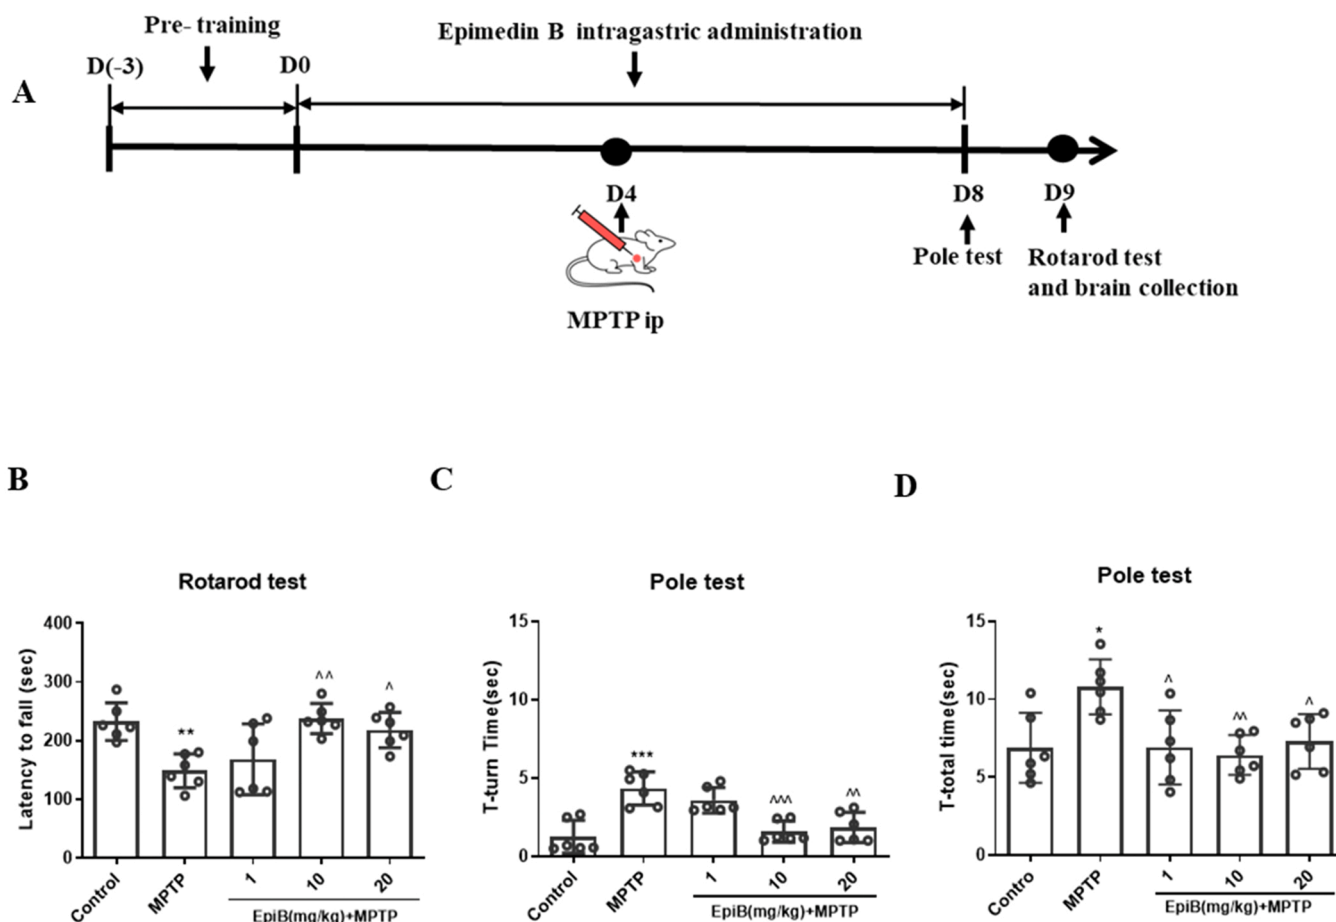 A
Pre- training
Epimedin B intragastric administration
D(-3)
D0
D4
D8
D9
MPTP ip
Pole test
Rotarod test
and brain collection
B
Rotarod test
Latency to fall (sec)
400
300
200
100
0
**
^^
^
Control
MPTP
1
10
20
EpiB(mg/kg)+MPTP
C
Pole test
T-turn Time(sec)
15
10
5
0
***
^^^
^^
Control
MPTP
1
10
20
EpiB(mg/kg)+MPTP
D
Pole test
T-total time(sec)
15
10
5
0
*
^
^^
^
Contro
MPTP
1
10
20
EpiB(mg/kg)+MPTP